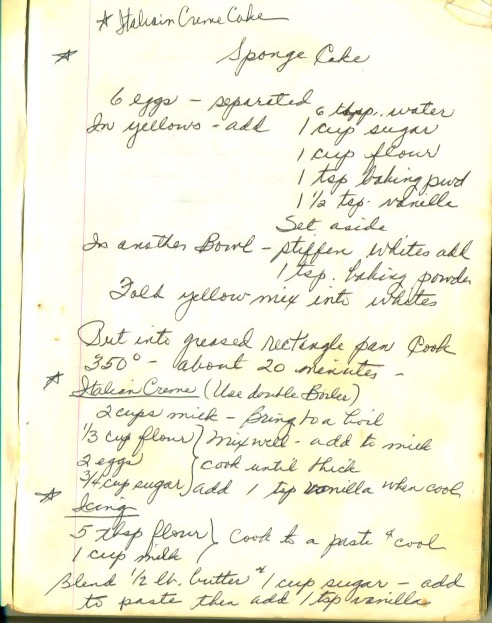 * Italian Creme Cake
* Sponge Cake
6 eggs - separated
6 tbsp. water
In yellows - add 1 cup sugar
1 cup flour
1 tsp baking pwd
1 1/2 tsp. vanilla
Set aside
In another Bowl - stiffen whites add
1 tsp. baking powder
Fold yellow mix into whites
Put into greased rectangle pan Cook
350° - about 20 minutes -
* Italian Creme (Use double Boiler)
2 cups milk - Bring to a boil
1/3 cup flour } Mix well - add to milk
2 eggs } cook until thick
3/4 cup sugar } add 1 tsp vanilla when cool
* Icing
5 tbsp flour } Cook to a paste & cool
1 cup milk }
Blend 1/2 lb. butter & 1 cup sugar - add
to paste then add 1 tsp vanilla